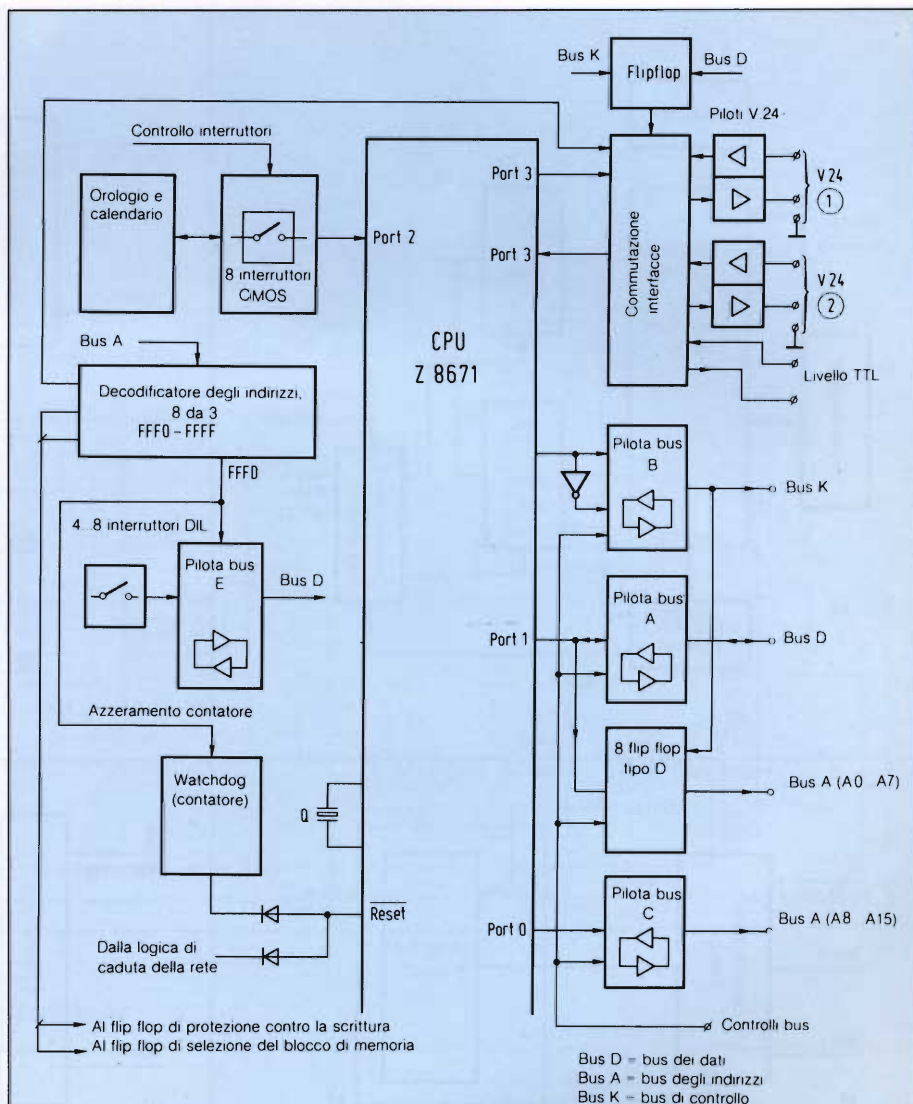 Bus K
Flipflop
Bus D
Controllo interruttori
Piloti V 24
Orologio e
calendario
8 interruttori
CMOS
Port 2
Port 3
Port 3
CPU
Z 8671
Commutazione
interfacce
V 24
1
V 24
2
Livello TTL
Bus A
Decodificatore degli indirizzi,
8 da 3
FFF0 – FFFF
FFFD
4...8 interruttori DIL
Pilota bus
E
Bus D
Pilota bus
B
Bus K
Port 1
Pilota bus
A
Bus D
Azzeramento contatore
Watchdog
(contatore)
Q
8 flip flop
tipo D
Bus A (A0 A7)
Reset
Dalla logica di
caduta della rete
Port 0
Pilota bus
C
Bus A (A8 A15)
Al flip flop di protezione contro la scrittura
Al flip flop di selezione del blocco di memoria
Controlli bus
Bus D = bus dei dati
Bus A = bus degli indirizzi
Bus K = bus di controllo